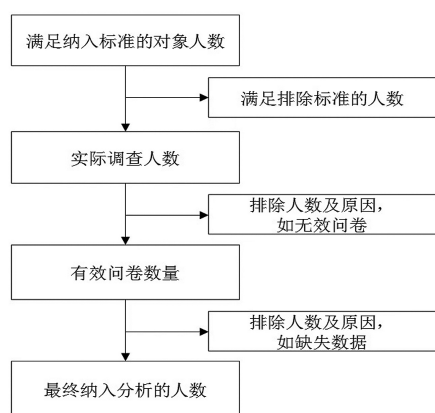 满足纳入标准的对象人数
满足排除标准的人数
实际调查人数
排除人数及原因，
如无效问卷
有效问卷数量
排除人数及原因，
如缺失数据
最终纳入分析的人数